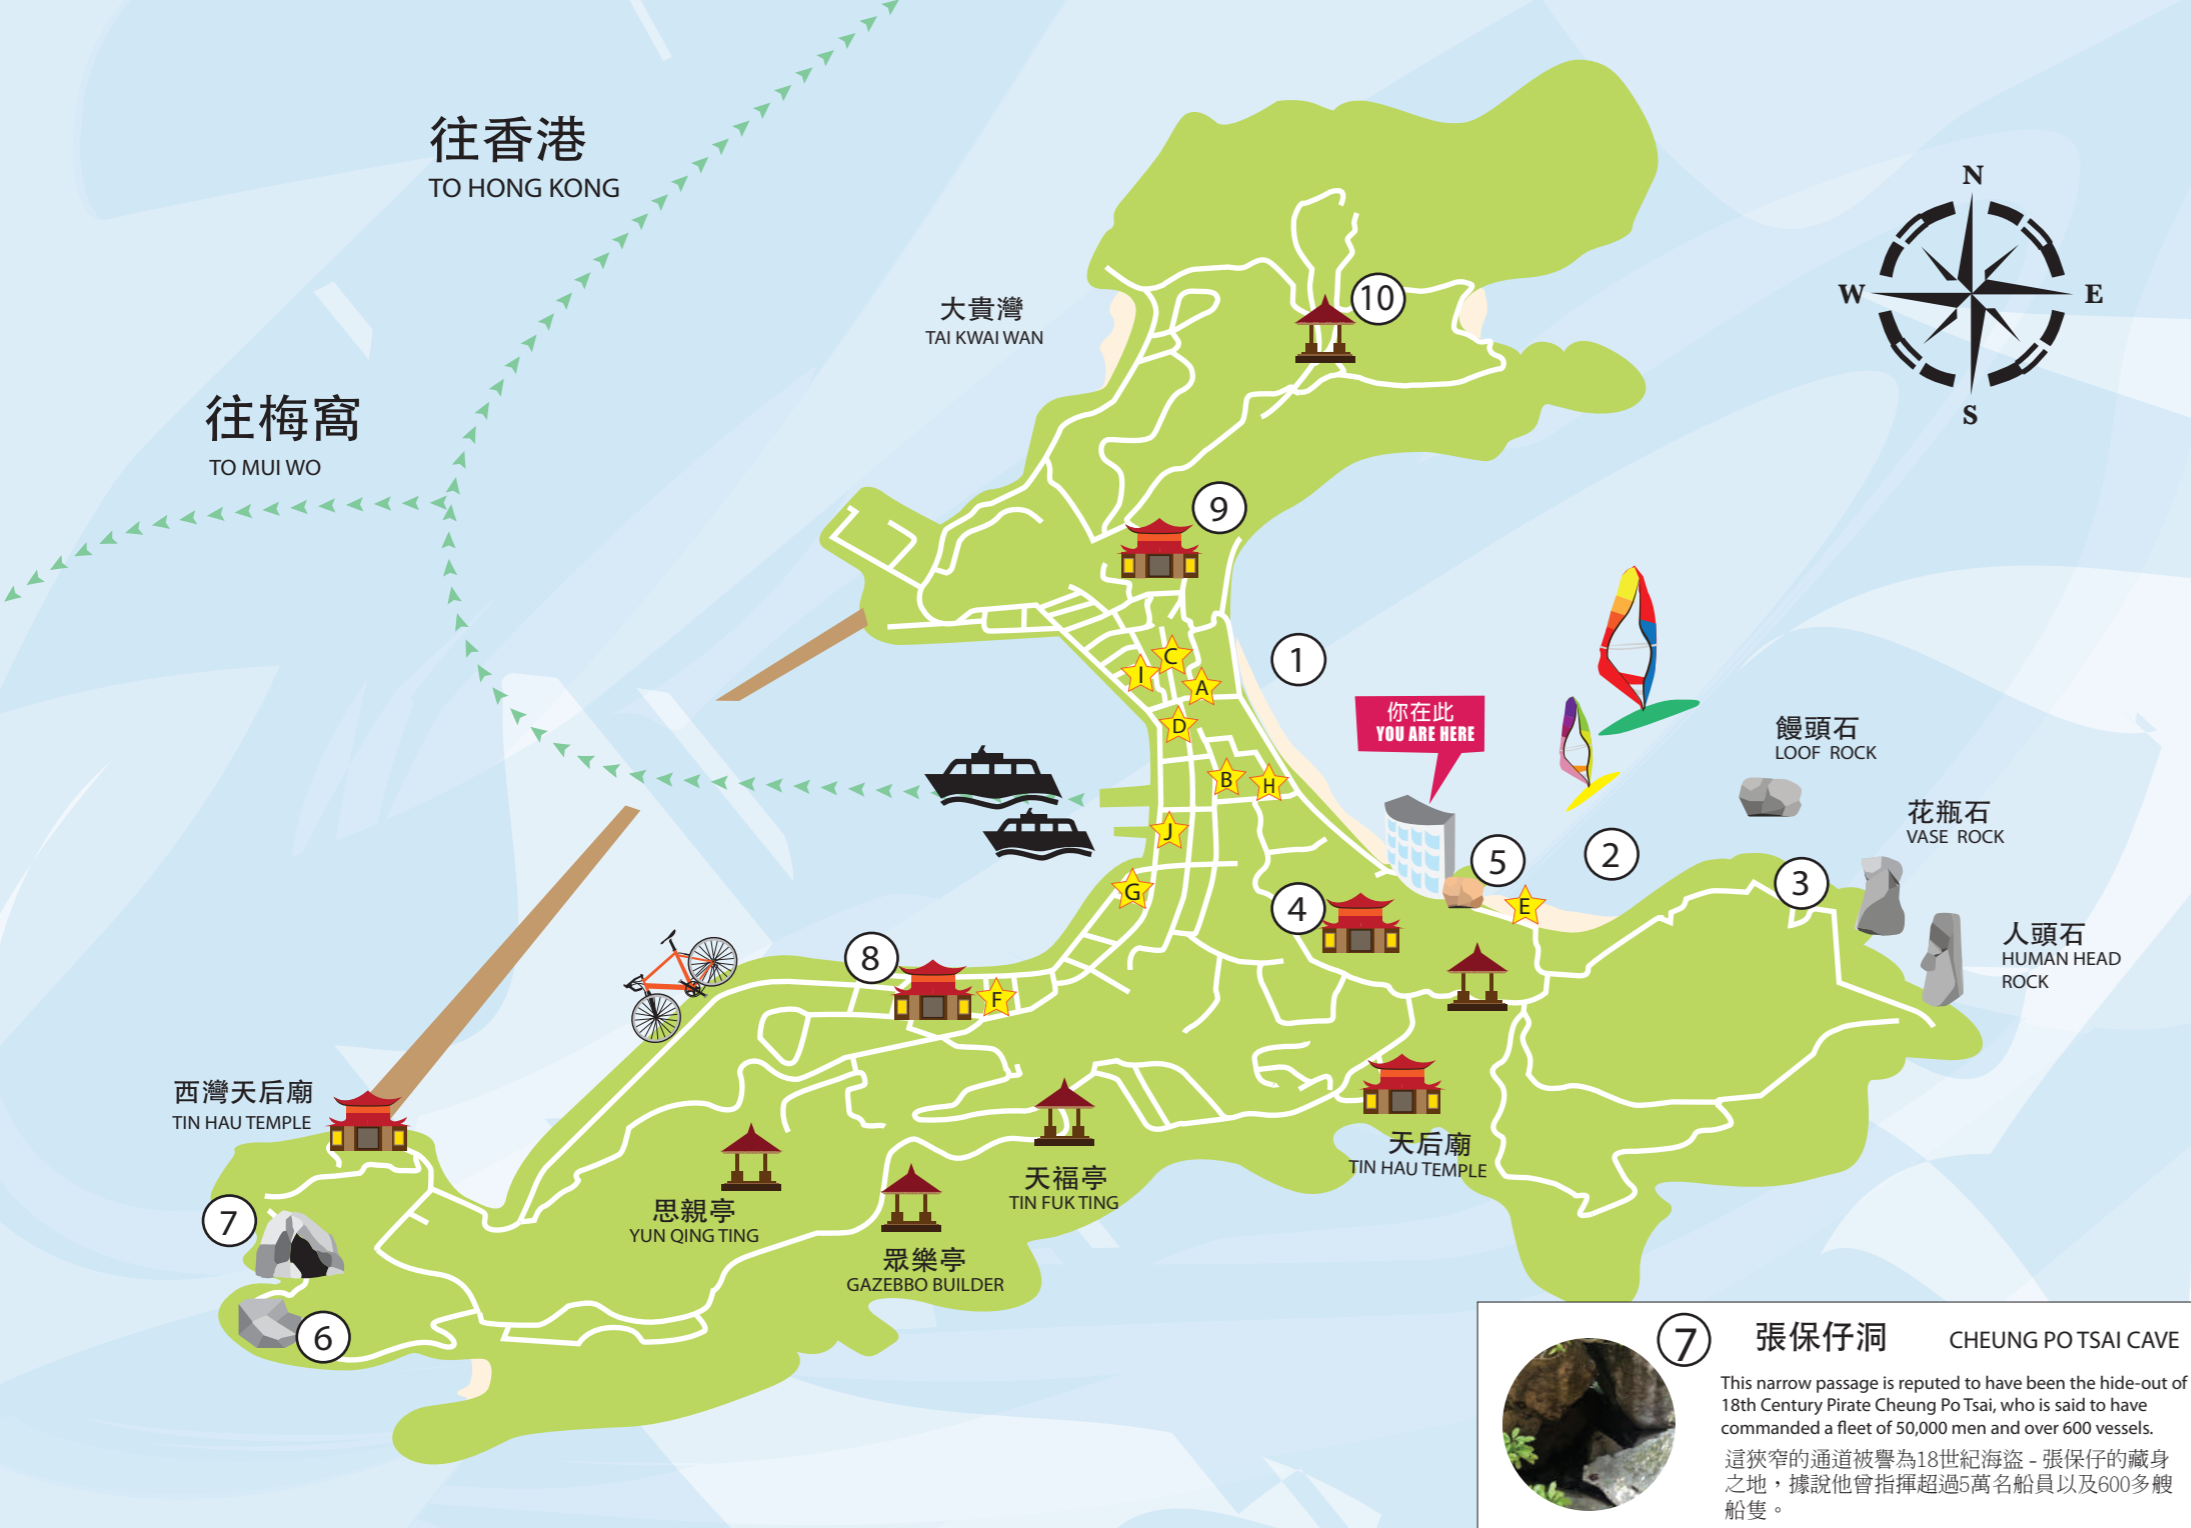 往香港
TO HONG KONG
N
W
E
S
10
大貴灣
TAI KWAI WAN
往梅窩
TO MUI WO
9
1
C
I
A
D
你在此
YOU ARE HERE
饅頭石
LOOF ROCK
B
H
花瓶石
VASE ROCK
J
2
5
3
G
4
E
人頭石
HUMAN HEAD
ROCK
8
F
西灣天后廟
TIN HAU TEMPLE
天后廟
TIN HAU TEMPLE
天福亭
TIN FUK TING
思親亭
YUN QING TING
眾樂亭
GAZEBBO BUILDER
7
6
7
張保仔洞
CHEUNG PO TSAI CAVE
This narrow passage is reputed to have been the hide-out of
18th Century Pirate Cheung Po Tsai, who is said to have
commanded a fleet of 50,000 men and over 600 vessels.
這狹窄的通道被譽為18世紀海盜 - 張保仔的藏身
之地，據說他曾指揮超過5萬名船員以及600多艘
船隻。